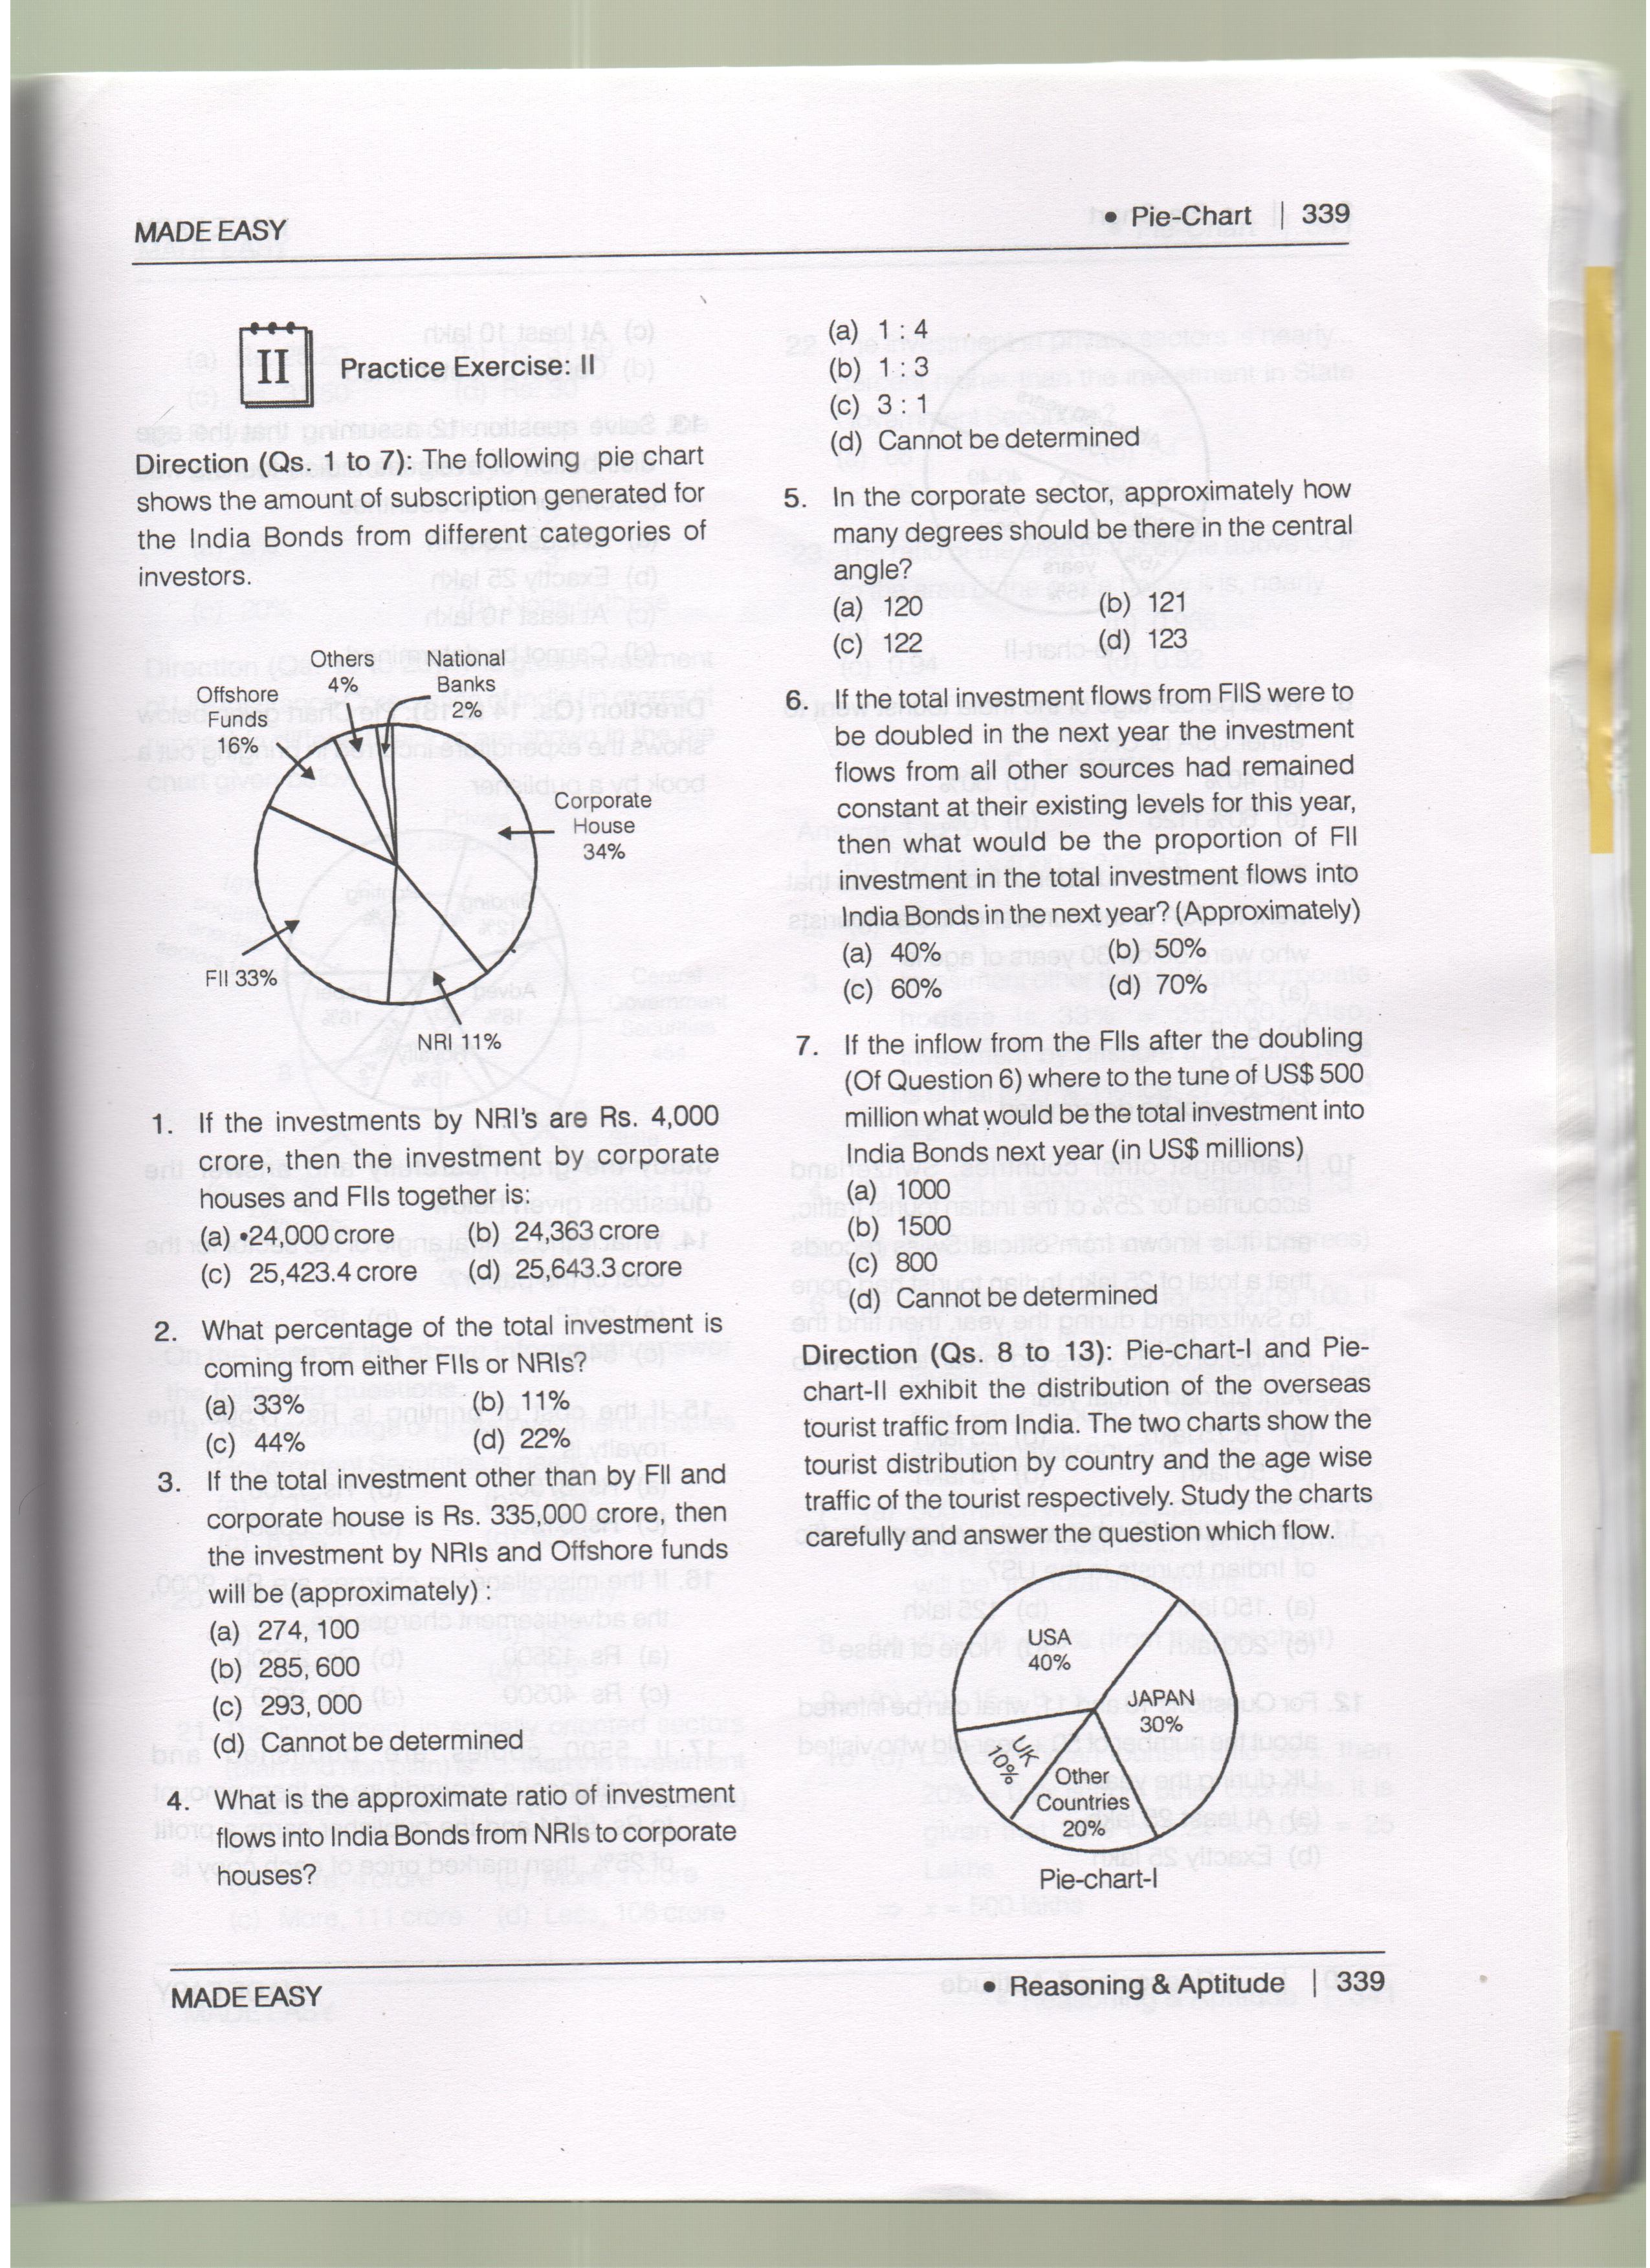 MADE EASY
• Pie-Chart | 339
II
Practice Exercise: II
Direction (Qs. 1 to 7): The following pie chart
shows the amount of subscription generated for
the India Bonds from different categories of
investors.
Others
4%
National
Banks
2%
Offshore
Funds
16%
Corporate
House
34%
FII 33%
NRI 11%
1. If the investments by NRI's are Rs. 4,000
crore, then the investment by corporate
houses and FIIs together is:
(a) •24,000 crore (b) 24,363 crore
(c) 25,423.4 crore (d) 25,643.3 crore
2. What percentage of the total investment is
coming from either FIIs or NRIs?
(a) 33% (b) 11%
(c) 44% (d) 22%
3. If the total investment other than by FII and
corporate house is Rs. 335,000 crore, then
the investment by NRIs and Offshore funds
will be (approximately) :
(a) 274, 100
(b) 285, 600
(c) 293, 000
(d) Cannot be determined
4. What is the approximate ratio of investment
flows into India Bonds from NRIs to corporate
houses?
(a) 1 : 4
(b) 1 : 3
(c) 3 : 1
(d) Cannot be determined
5. In the corporate sector, approximately how
many degrees should be there in the central
angle?
(a) 120 (b) 121
(c) 122 (d) 123
6. If the total investment flows from FIIS were to
be doubled in the next year the investment
flows from all other sources had remained
constant at their existing levels for this year,
then what would be the proportion of FII
investment in the total investment flows into
India Bonds in the next year? (Approximately)
(a) 40% (b) 50%
(c) 60% (d) 70%
7. If the inflow from the FIIs after the doubling
(Of Question 6) where to the tune of US$ 500
million what would be the total investment into
India Bonds next year (in US$ millions)
(a) 1000
(b) 1500
(c) 800
(d) Cannot be determined
Direction (Qs. 8 to 13): Pie-chart-I and Pie-
chart-II exhibit the distribution of the overseas
tourist traffic from India. The two charts show the
tourist distribution by country and the age wise
traffic of the tourist respectively. Study the charts
carefully and answer the question which flow.
USA
40%
JAPAN
30%
UK
10%
Other
Countries
20%
Pie-chart-I
MADE EASY
• Reasoning & Aptitude | 339